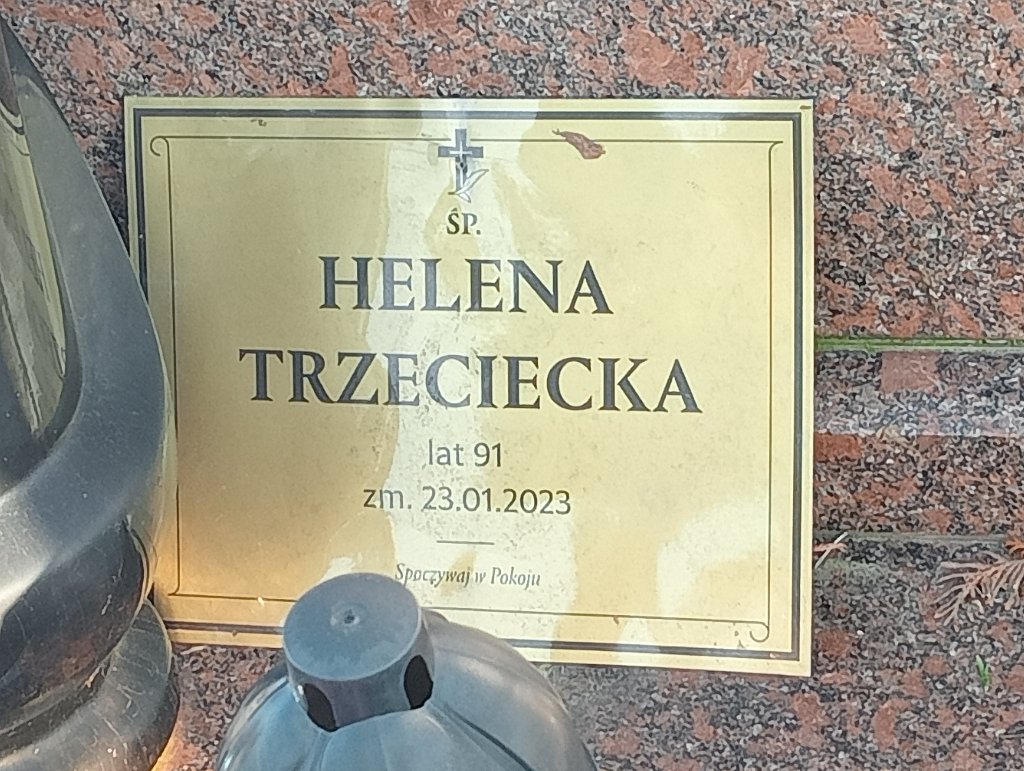 ŚP.
HELENA
TRZECIECKA
lat 91
zm. 23.01.2023
Spoczywaj w Pokoju